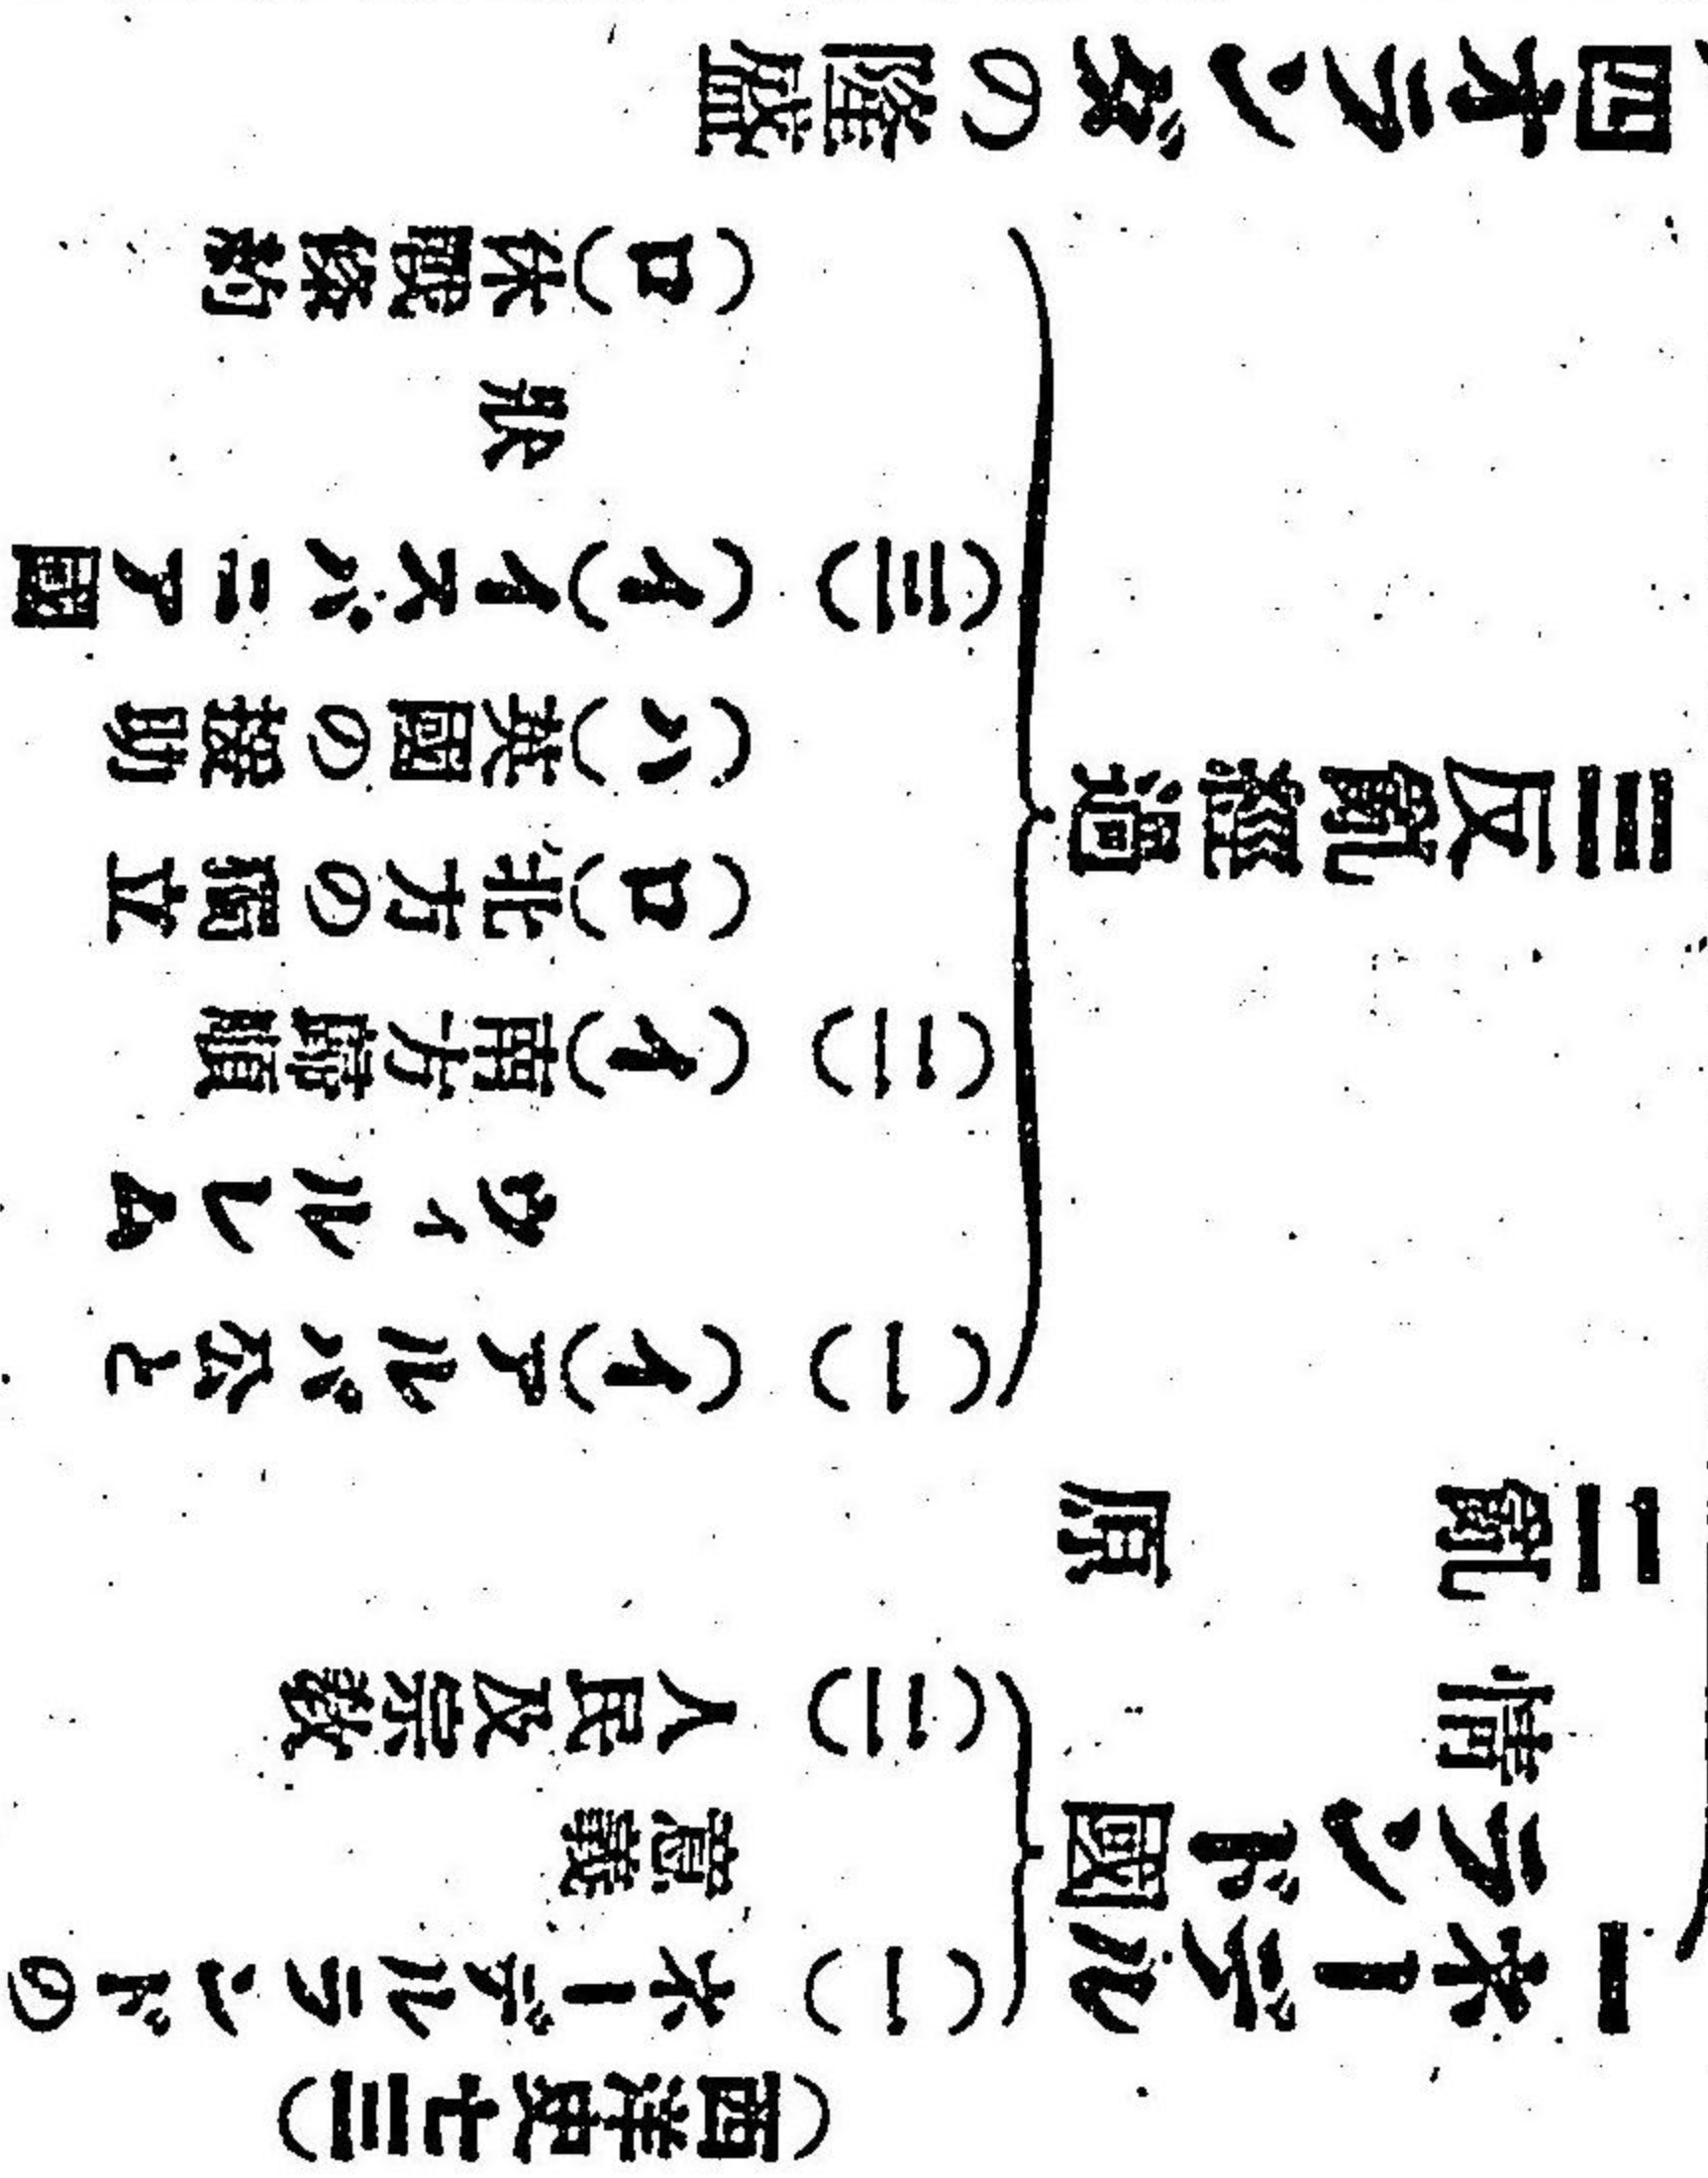 (西洋史十三)
一ネーデル
ランド國
情
(一) ネーデルランドの
意義
(二) 人民及宗教
二亂 原
三反亂經過
(一) (イ)アルバ公と
ウィルレム
(二) (イ)南方歸順
(ロ)北方の獨立
(ハ)英國の援助
(三) (イ)イスパニア國
狀
(ロ)休戰條約
四オランダの隆盛